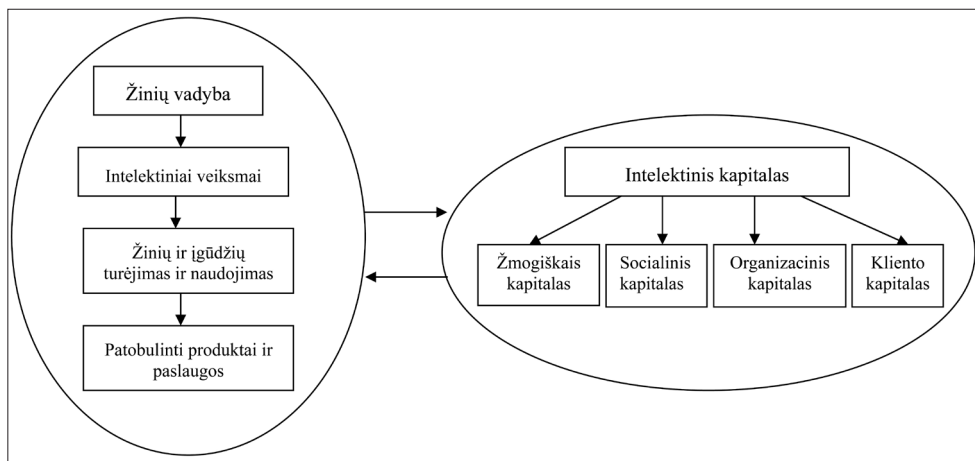 Žinių vadyba
Intelektiniai veiksmai
Žinių ir įgūdžių
turėjimas ir naudojimas
Patobulinti produktai ir
paslaugos
Intelektinis kapitalas
Žmogiškais
kapitalas
Socialinis
kapitalas
Organizacinis
kapitalas
Kliento
kapitalas